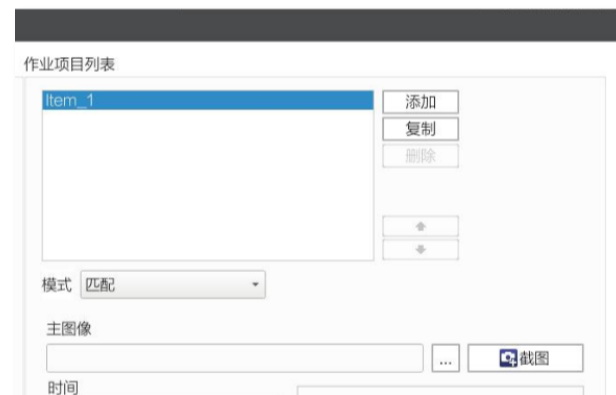 作业项目列表
Item_1
添加
复制
删除
模式 匹配
主图像
... 截图
时间